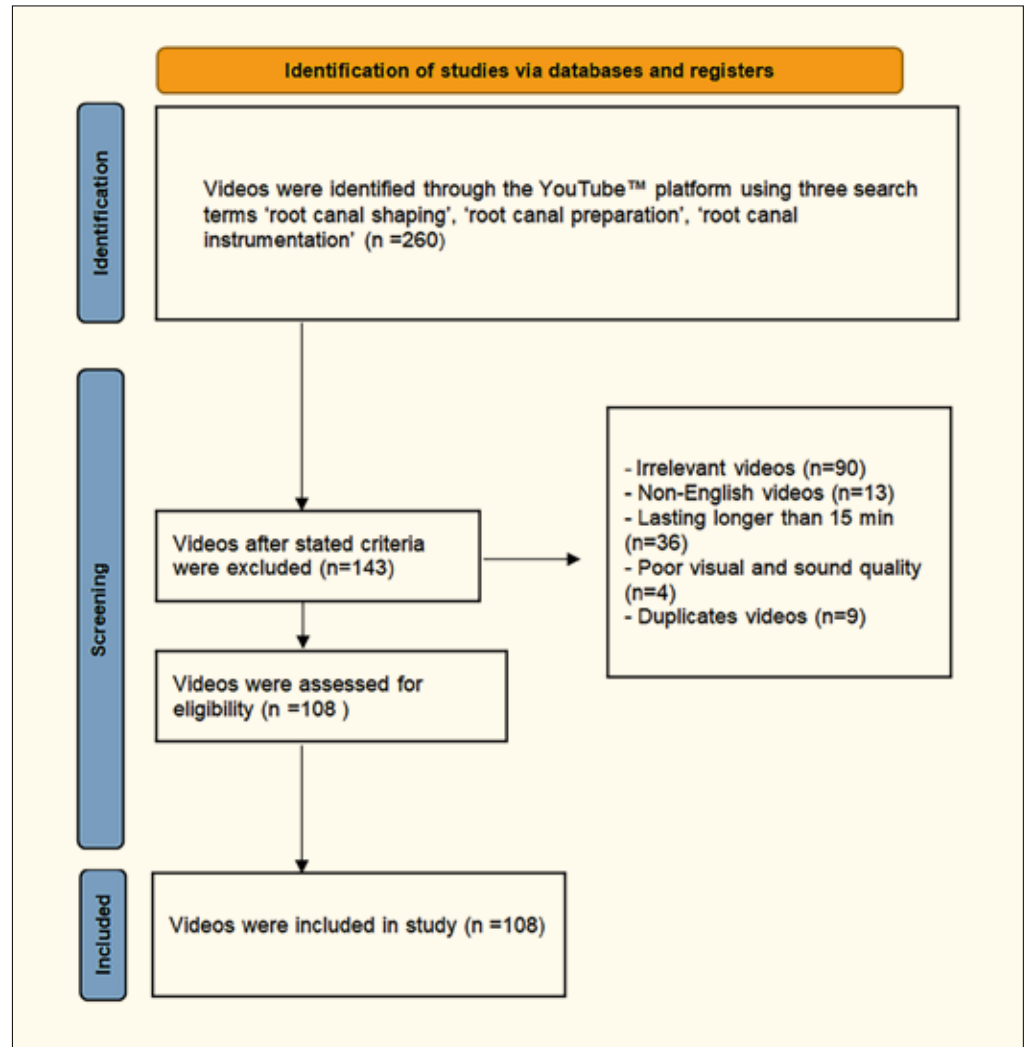 Identification of studies via databases and registers
Identification
Videos were identified through the YouTube™ platform using three search
terms ‘root canal shaping’, ‘root canal preparation’, ‘root canal
instrumentation’ (n =260)
Screening
Videos after stated criteria
were excluded (n=143)
- Irrelevant videos (n=90)
- Non-English videos (n=13)
- Lasting longer than 15 min
(n=36)
- Poor visual and sound quality
(n=4)
- Duplicates videos (n=9)
Videos were assessed for
eligibility (n =108 )
Included
Videos were included in study (n =108)